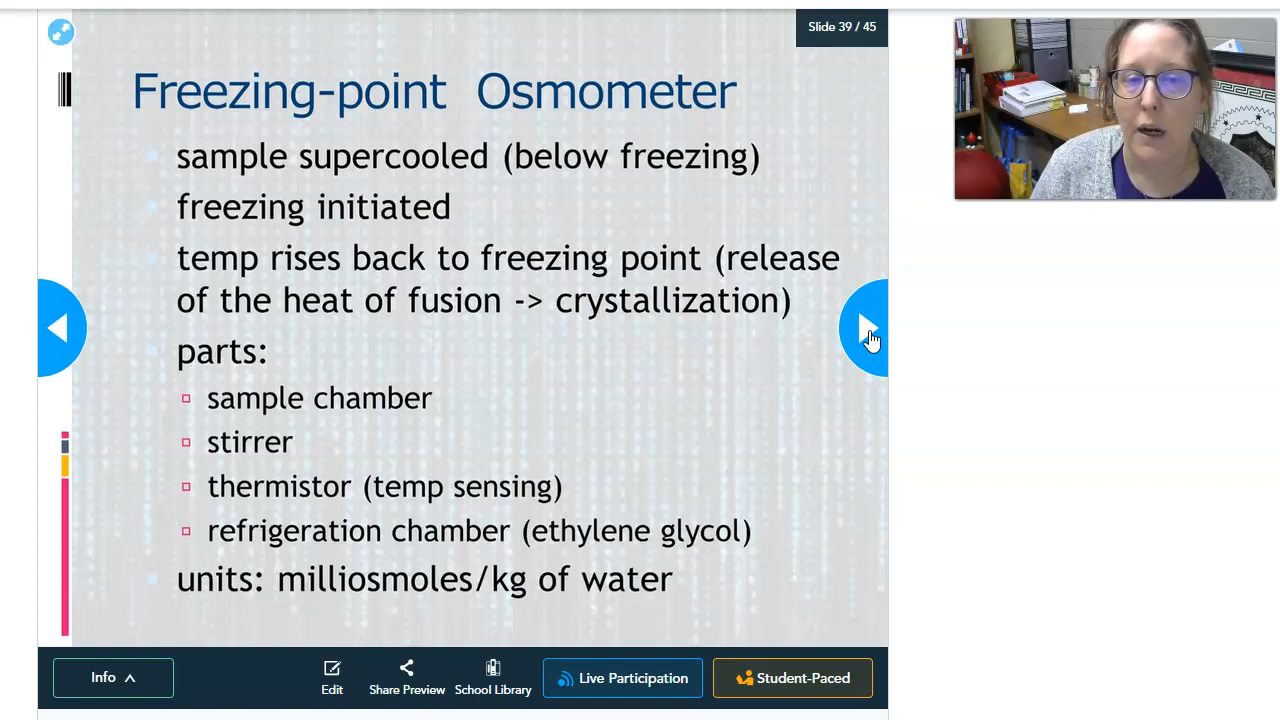 Slide 39 / 45
Freezing-point Osmometer
sample supercooled (below freezing)
freezing initiated
temp rises back to freezing point (release
of the heat of fusion -> crystallization)
parts:
sample chamber
stirrer
thermistor (temp sensing)
refrigeration chamber (ethylene glycol)
units: milliosmoles/kg of water
Info
Edit
Share Preview
School Library
Live Participation
Student-Paced